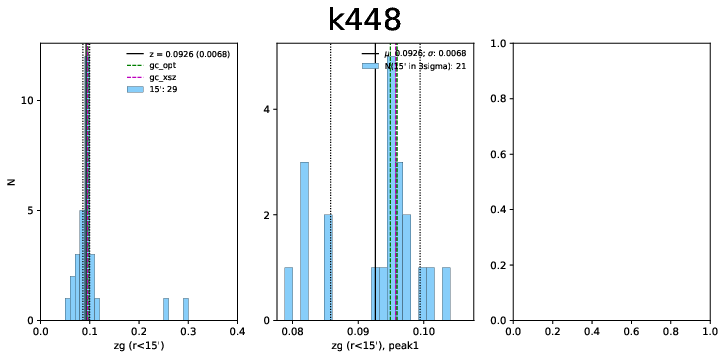 k448
z = 0.0926 (0.0068)
gc_opt
gc_xsz
15': 29
N
10
5
0
0.0 0.1 0.2 0.3 0.4
zg (r<15')
μ: 0.0926; σ: 0.0068
N(15' in 3sigma): 21
4
2
0
0.08 0.09 0.10
zg (r<15'), peak1
1.0
0.8
0.6
0.4
0.2
0.0
0.0 0.2 0.4 0.6 0.8 1.0